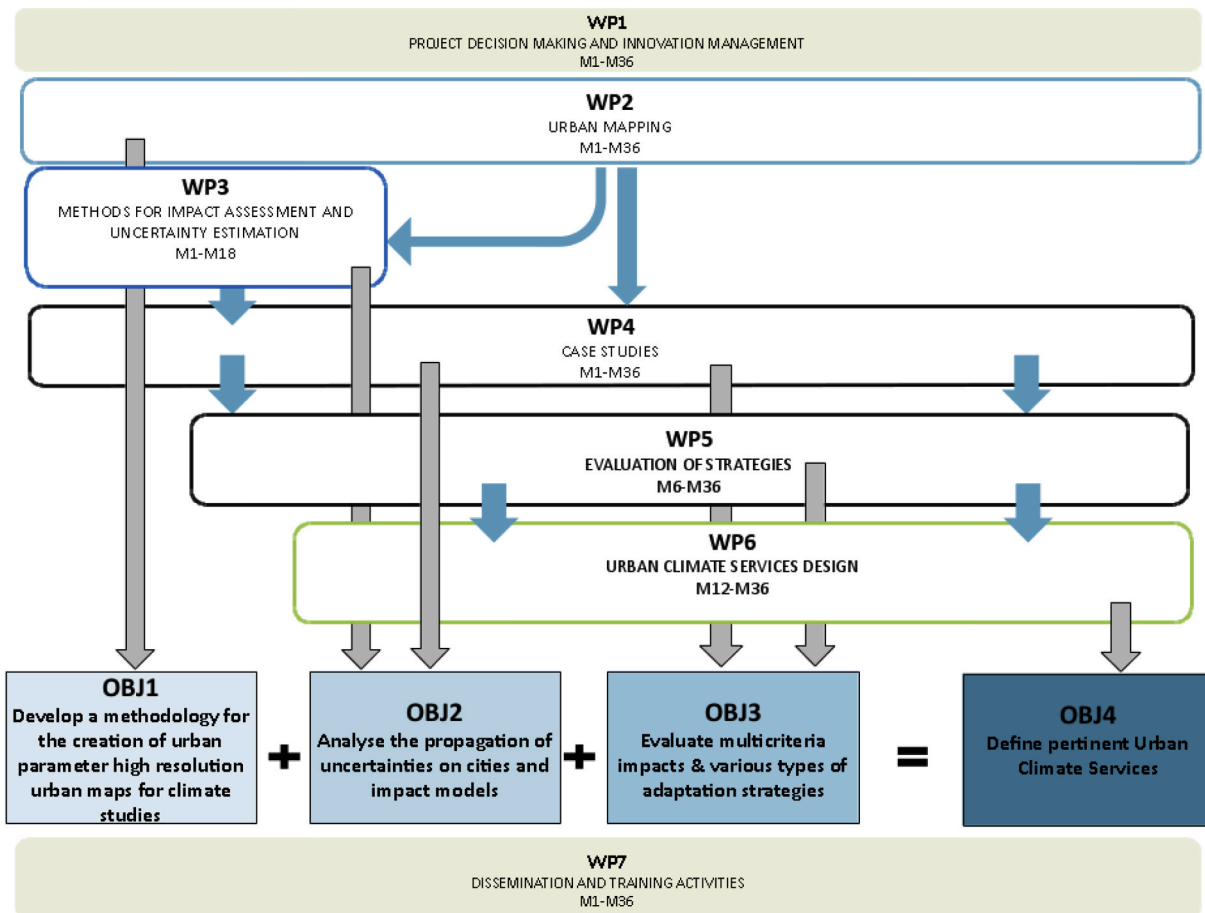 WP1
PROJECT DECISION MAKING AND INNOVATION MANAGEMENT
M1-M36
WP2
URBAN MAPPING
M1-M36
WP3
METHODS FOR IMPACT ASSESSMENT AND
UNCERTAINTY ESTIMATION
M1-M18
WP4
CASE STUDIES
M1-M36
WP5
EVALUATION OF STRATEGIES
M6-M36
WP6
URBAN CLIMATE SERVICES DESIGN
M12-M36
OBJ1
Develop a methodology for
the creation of urban
parameter high resolution
urban maps for climate
studies
+
OBJ2
Analyse the propagation of
uncertainties on cities and
impact models
+
OBJ3
Evaluate multicriteria
impacts & various types of
adaptation strategies
=
OBJ4
Define pertinent Urban
Climate Services
WP7
DISSEMINATION AND TRAINING ACTIVITIES
M1-M36